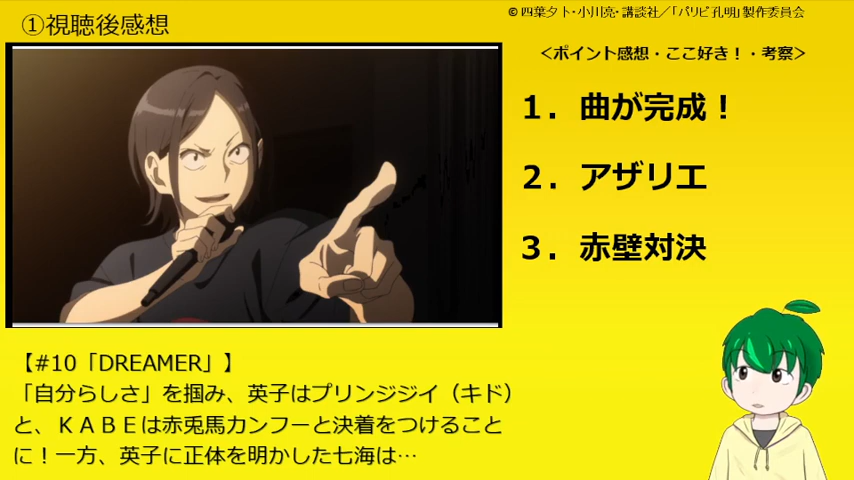 ©四葉夕ト・小川亮・講談社／「パリピ孔明」製作委員会
①視聴後感想
＜ポイント感想・ここ好き！・考察＞
１．曲が完成！
２．アザリエ
３．赤壁対決
【#10「DREAMER」】
「自分らしさ」を掴み、英子はプリンジジイ（キド）
と、ＫＡＢＥは赤兎馬カンフーと決着をつけること
に！一方、英子に正体を明かした七海は…